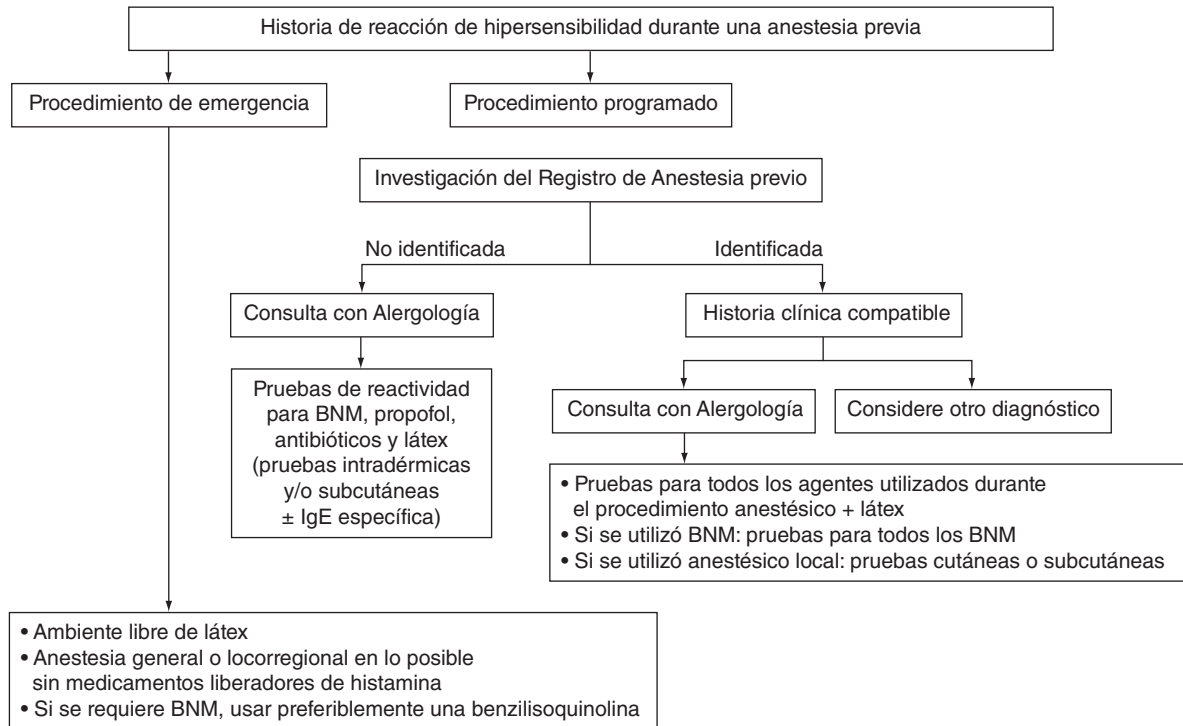 Historia de reacción de hipersensibilidad durante una anestesia previa
Procedimiento de emergencia
Procedimiento programado
Investigación del Registro de Anestesia previo
No identificada
Identificada
Consulta con Alergología
Historia clínica compatible
Pruebas de reactividad
para BNM, propofol,
antibióticos y látex
(pruebas intradérmicas
y/o subcutáneas
± IgE específica)
Consulta con Alergología
Considere otro diagnóstico
• Pruebas para todos los agentes utilizados durante
el procedimiento anestésico + látex
• Si se utilizó BNM: pruebas para todos los BNM
• Si se utilizó anestésico local: pruebas cutáneas o subcutáneas
• Ambiente libre de látex
• Anestesia general o locorregional en lo posible
sin medicamentos liberadores de histamina
• Si se requiere BNM, usar preferiblemente una benzilisoquinolina